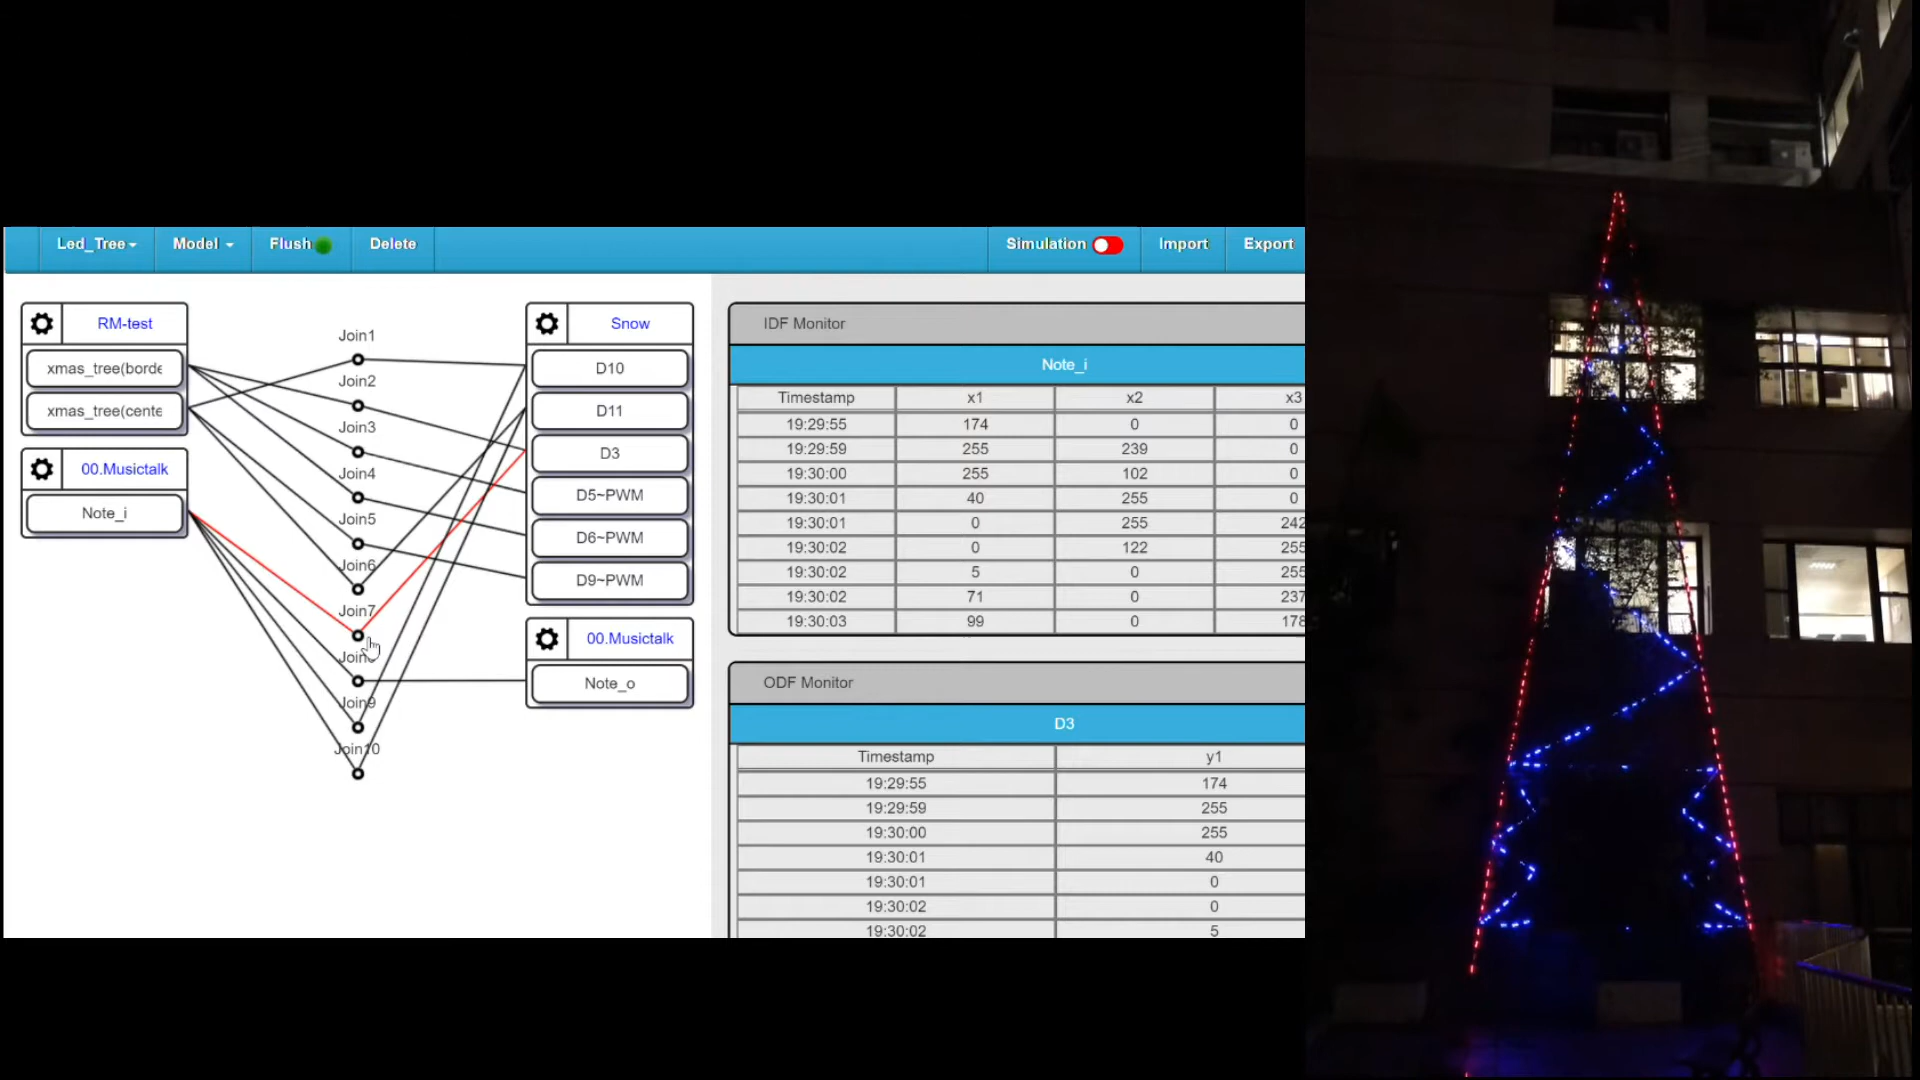 Led_Tree Model Flush Delete Simulation Import Export
RM-test
xmas_tree(borde
xmas_tree(cente
00.Musictalk
Note_i
Join1
Join2
Join3
Join4
Join5
Join6
Join7
Join8
Join9
Join10
Snow
D10
D11
D3
D5~PWM
D6~PWM
D9~PWM
00.Musictalk
Note_o
IDF Monitor
Note_i
Timestamp x1 x2 x3
19:29:55 174 0 0
19:29:59 255 239 0
19:30:00 255 102 0
19:30:01 40 255 0
19:30:01 0 255 242
19:30:02 0 122 255
19:30:02 5 0 255
19:30:02 71 0 237
19:30:03 99 0 178
ODF Monitor
D3
Timestamp y1
19:29:55 174
19:29:59 255
19:30:00 255
19:30:01 40
19:30:01 0
19:30:02 0
19:30:02 5